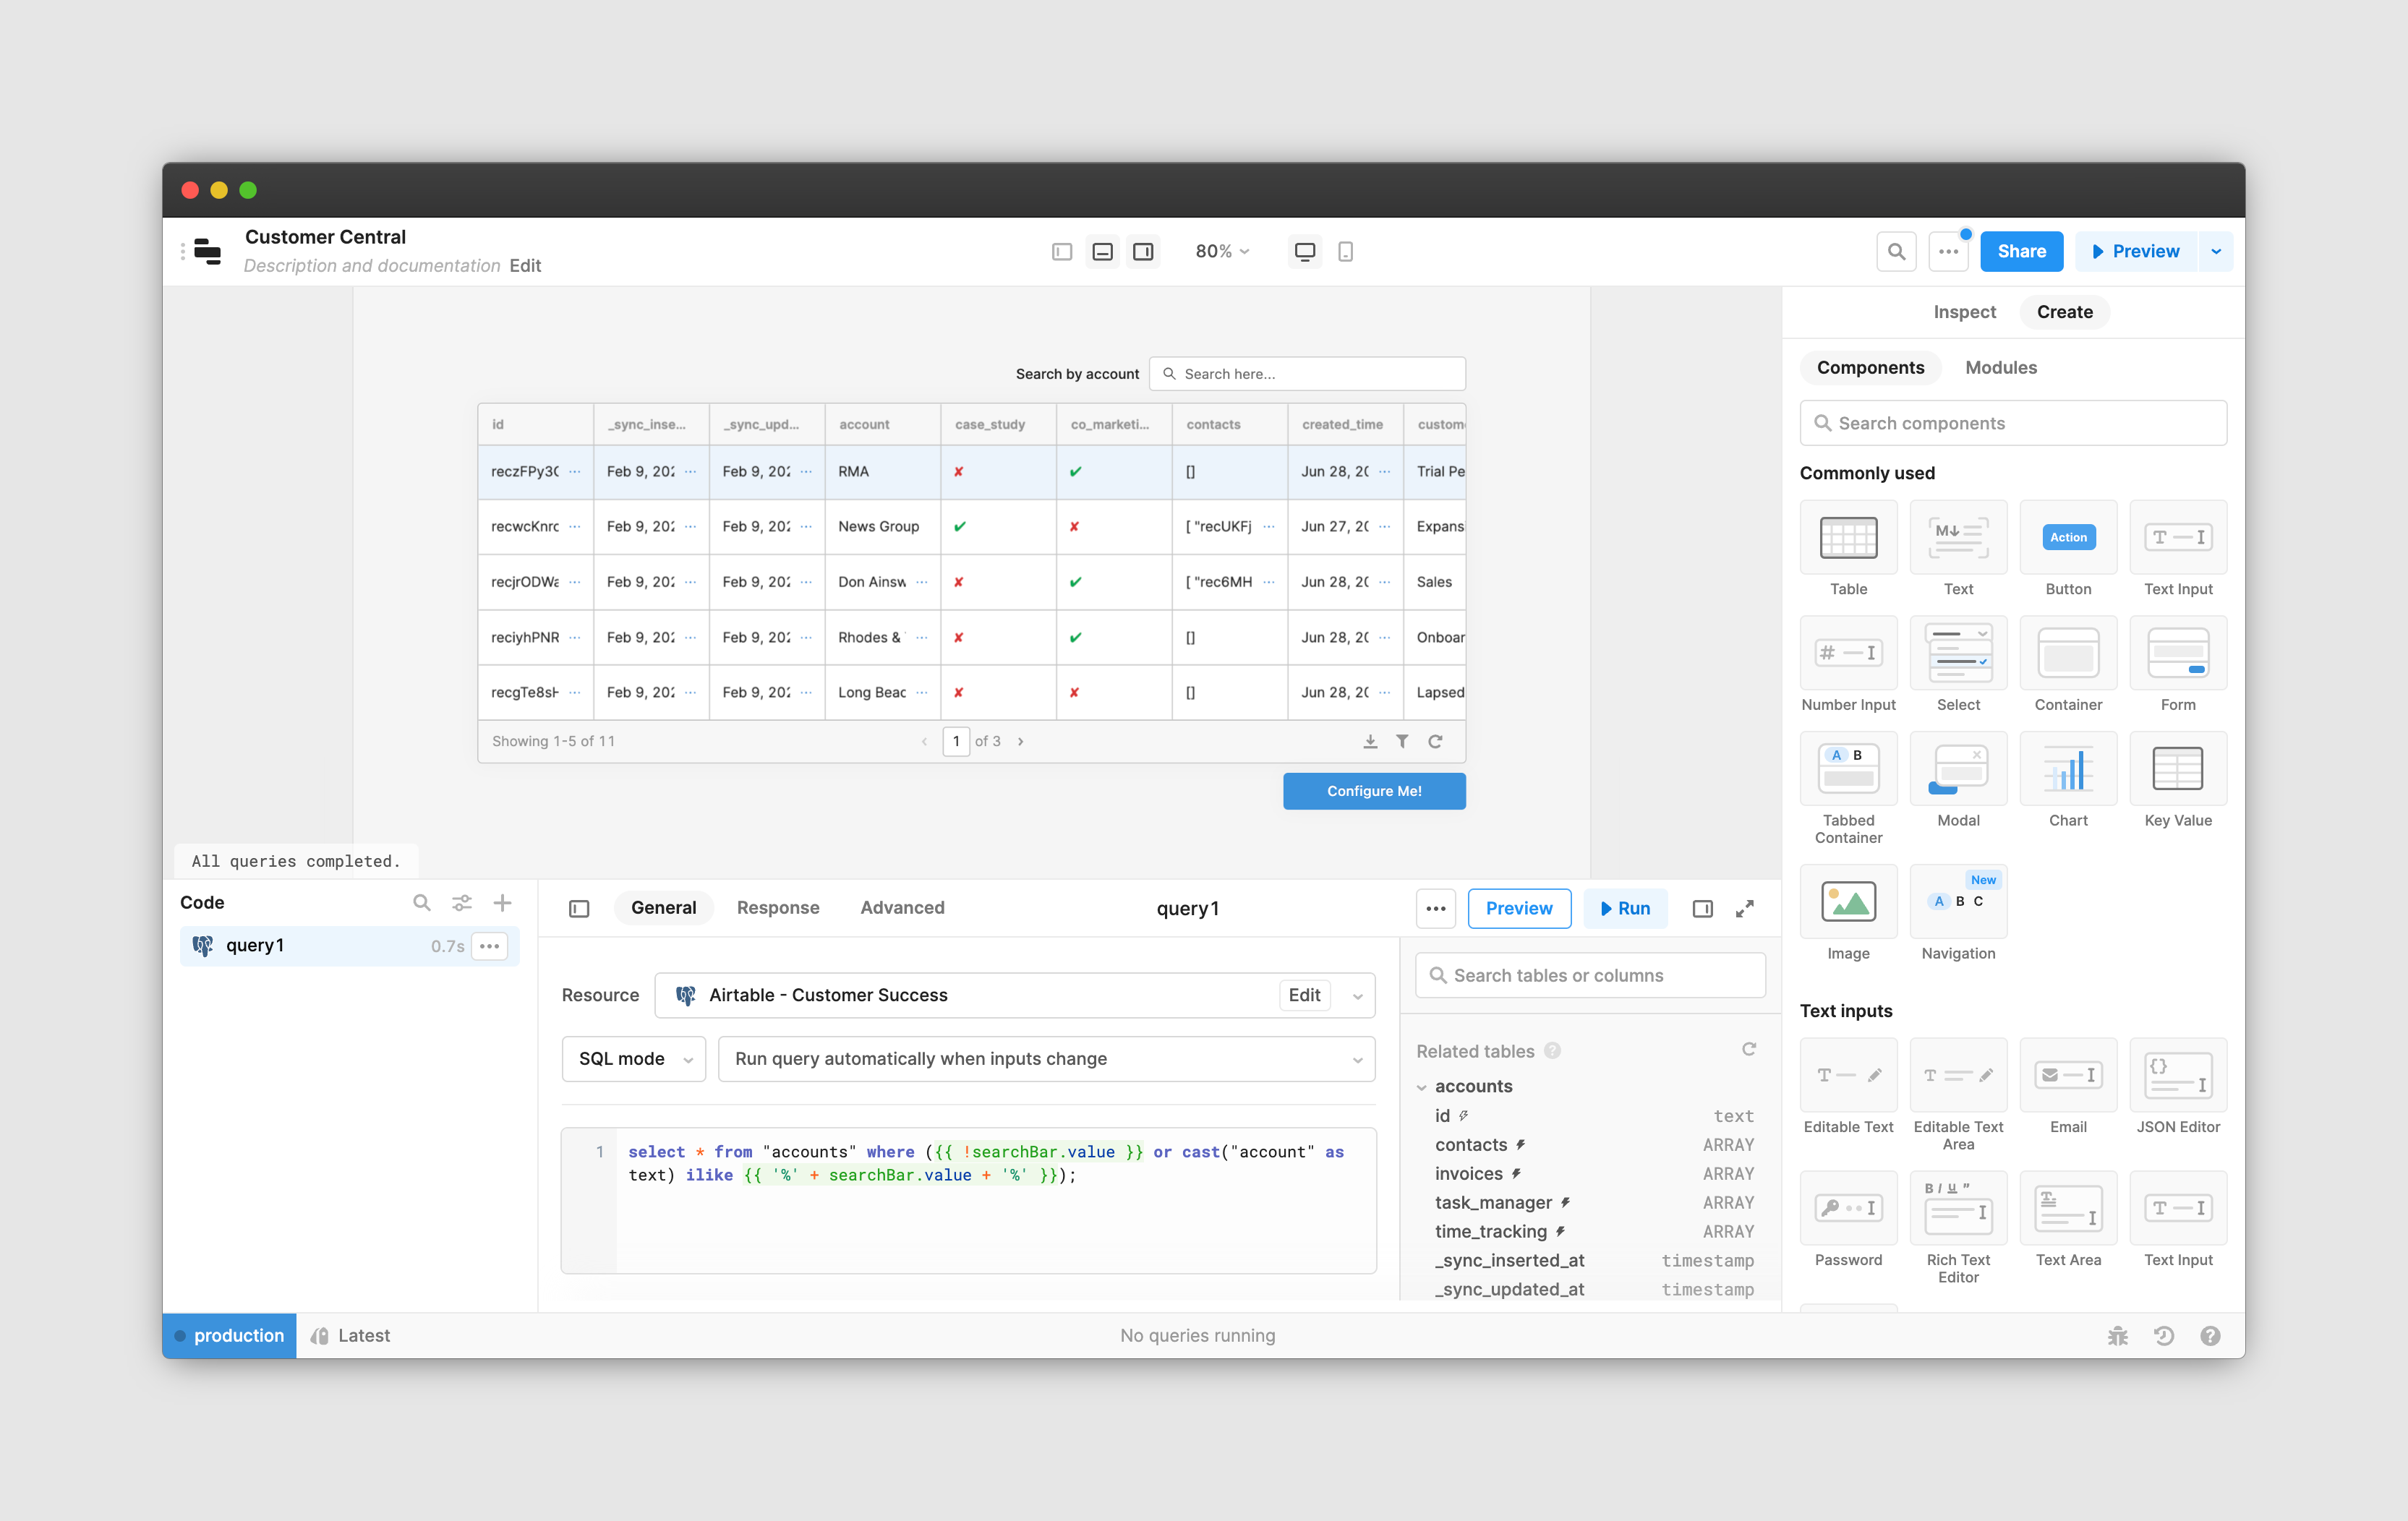 Customer Central
Description and documentation Edit
80%
Share
Preview
Inspect
Create
Search by account
Search here...
id
_sync_inse...
_sync_upd...
account
case_study
co_marketi...
contacts
created_time
custom
reczFPy3 ... Feb 9, 202 ... Feb 9, 202 ... RMA ✘ ✔ [] Jun 28, 20 ... Trial Pe
recwcKnrc ... Feb 9, 202 ... Feb 9, 202 ... News Group ✔ ✘ [ "recUKFj ... Jun 27, 20 ... Expans
recjrODWa ... Feb 9, 202 ... Feb 9, 202 ... Don Ainsw ... ✘ ✔ [ "rec6MH ... Jun 28, 20 ... Sales
reciyhPNR ... Feb 9, 202 ... Feb 9, 202 ... Rhodes & ... ✘ ✔ [] Jun 28, 20 ... Onboar
recgTe8sH ... Feb 9, 202 ... Feb 9, 202 ... Long Beac ... ✘ ✘ [] Jun 28, 20 ... Lapsed
Showing 1-5 of 11
1 of 3
Configure Me!
All queries completed.
Components
Modules
Search components
Commonly used
Table
M
Text
Action
Button
T I
Text Input
# I
Number Input
Select
Container
Form
A B
Tabbed
Container
Modal
Chart
Key Value
Image
New
A B C
Navigation
Text inputs
T
Editable Text
T
Editable Text
Area
I
Email
{} I
JSON Editor
I
Password
B I U ”
I
Rich Text
Editor
T I
Text Area
T I
Text Input
Code
query1
0.7s
General
Response
Advanced
query1
Preview
Run
Resource
Airtable - Customer Success
Edit
SQL mode
Run query automatically when inputs change
1
select * from "accounts" where ({{ !searchBar.value }} or cast("account" as
text) ilike {{ '%' + searchBar.value + '%' }});
Search tables or columns
Related tables ?
accounts
id text
contacts ARRAY
invoices ARRAY
task_manager ARRAY
time_tracking ARRAY
_sync_inserted_at timestamp
_sync_updated_at timestamp
production
Latest
No queries running
?